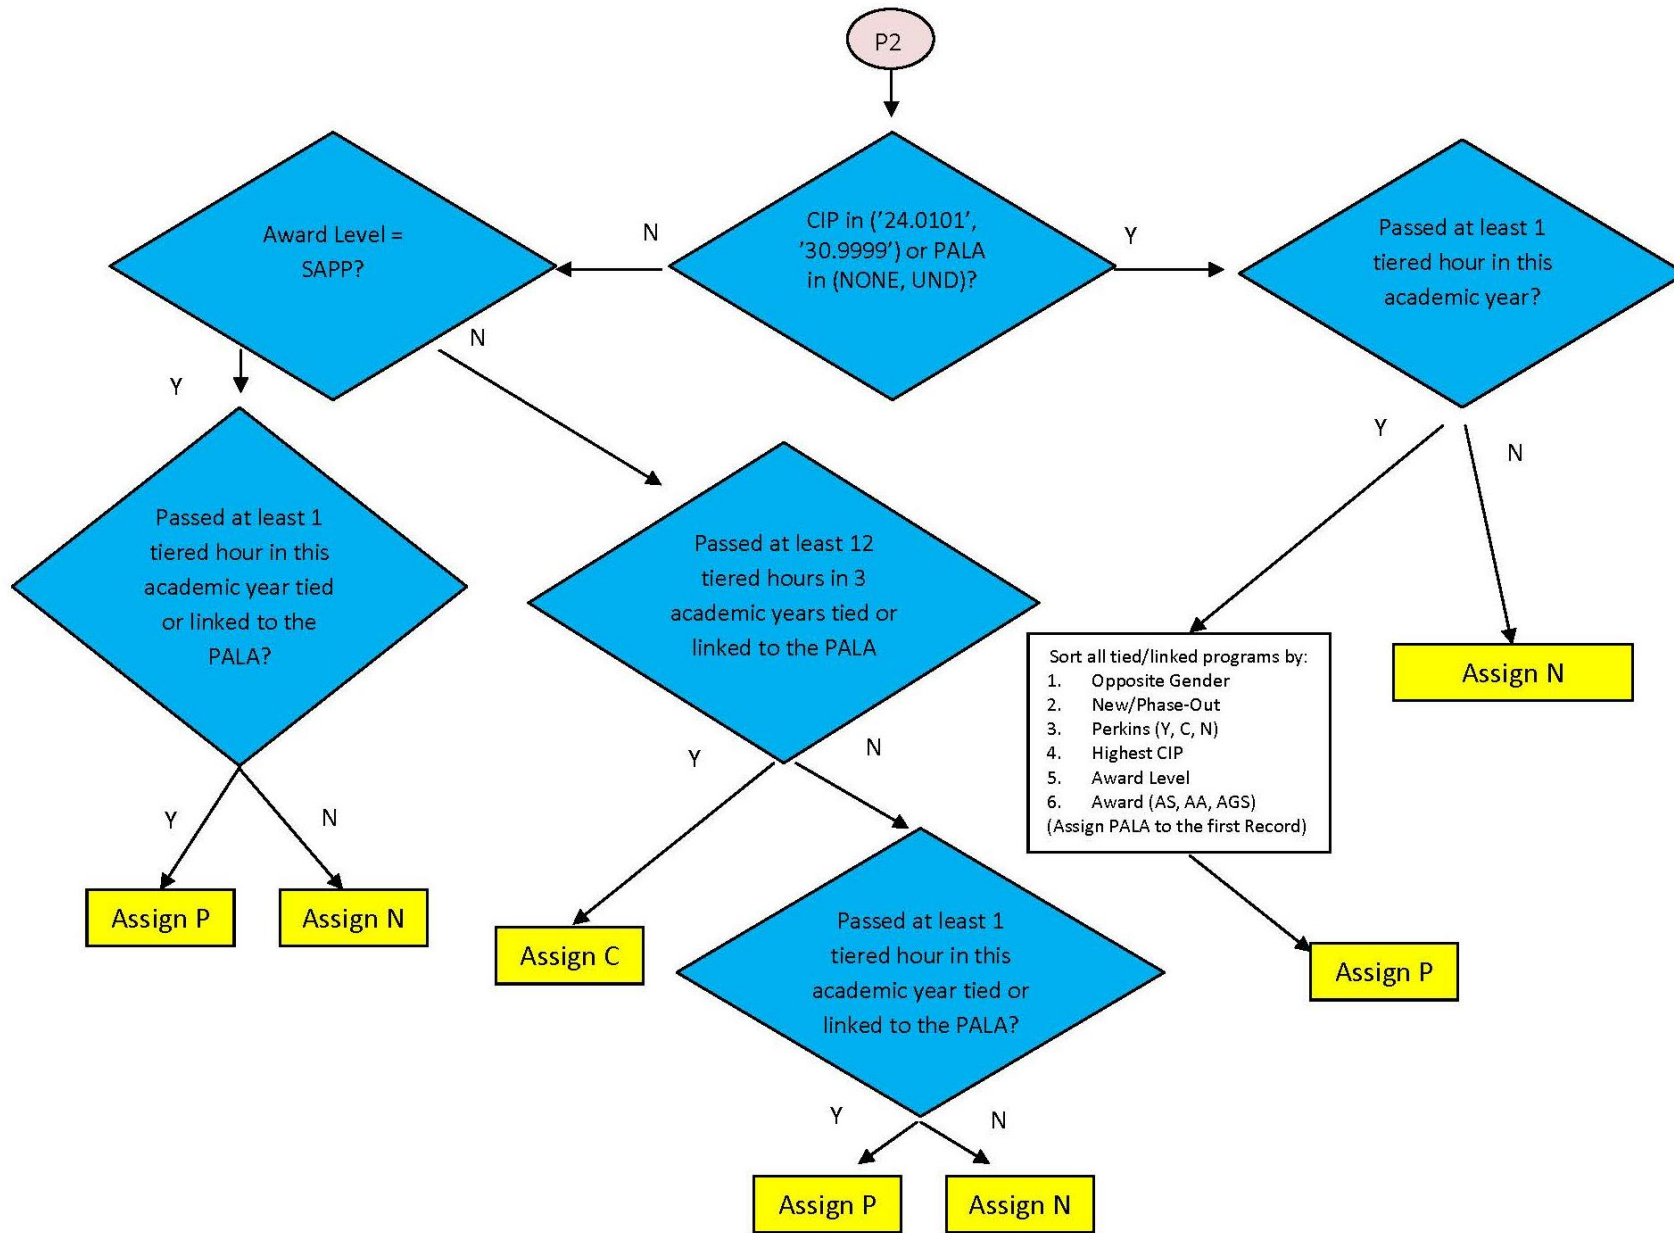 P2
CIP in (‘24.0101’,
’30.9999’) or PALA
in (NONE, UND)?
N
Y
Award Level =
SAPP?
Passed at least 1
tiered hour in this
academic year?
Y
N
Y
N
Passed at least 1
tiered hour in this
academic year tied
or linked to the
PALA?
Passed at least 12
tiered hours in 3
academic years tied or
linked to the PALA
Sort all tied/linked programs by:
1. Opposite Gender
2. New/Phase-Out
3. Perkins (Y, C, N)
4. Highest CIP
5. Award Level
6. Award (AS, AA, AGS)
(Assign PALA to the first Record)
Assign N
Y
N
Y
N
Assign P
Assign N
Assign C
Passed at least 1
tiered hour in this
academic year tied or
linked to the PALA?
Assign P
Y
N
Assign P
Assign N